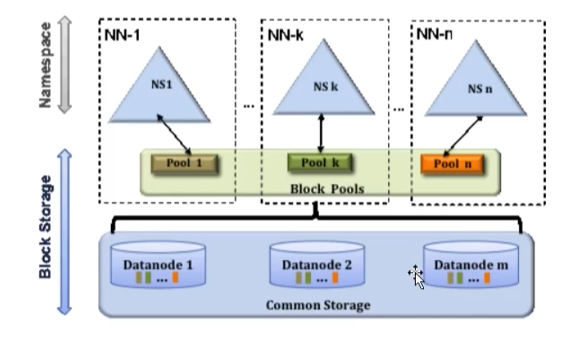 Namespace
NN-1
NN-k
NN-n
NS1
NS k
NS n
...
...
Block Storage
Pool 1
Pool k
Pool n
Block Pools
Datanode 1
Datanode 2
Datanode m
...
...
...
Common Storage